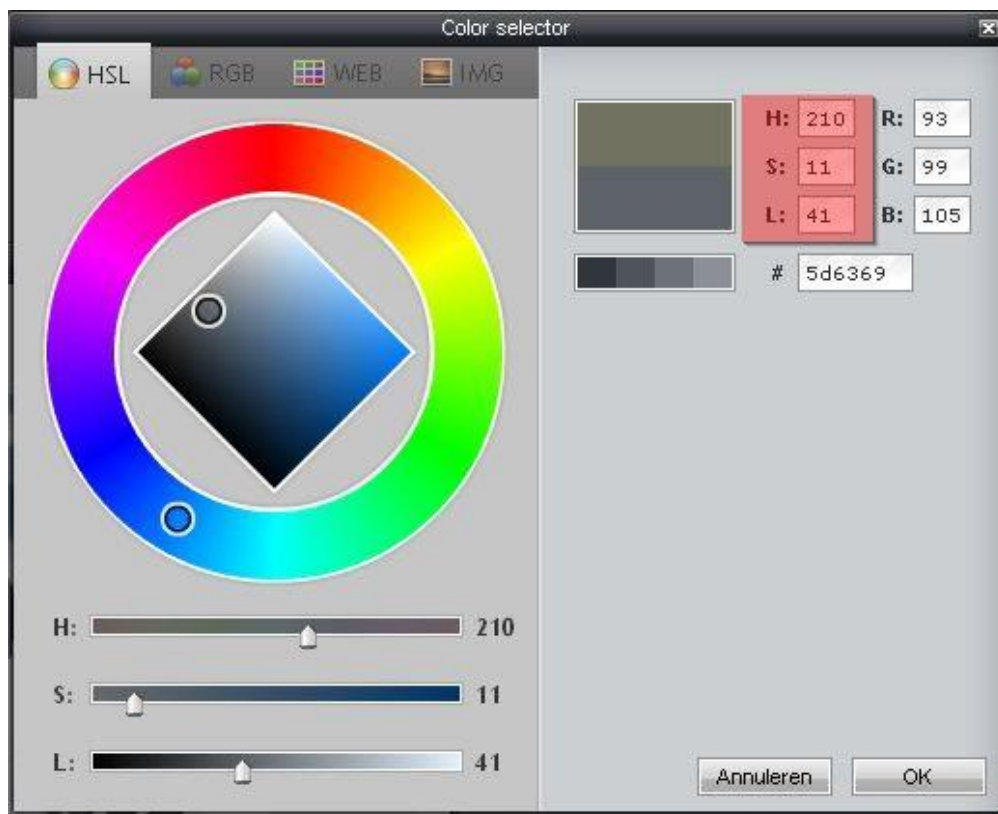 Color selector
HSL RGB WEB IMG
H: 210 R: 93
S: 11 G: 99
L: 41 B: 105
# 5d6369
H: 210
S: 11
L: 41
Annuleren OK